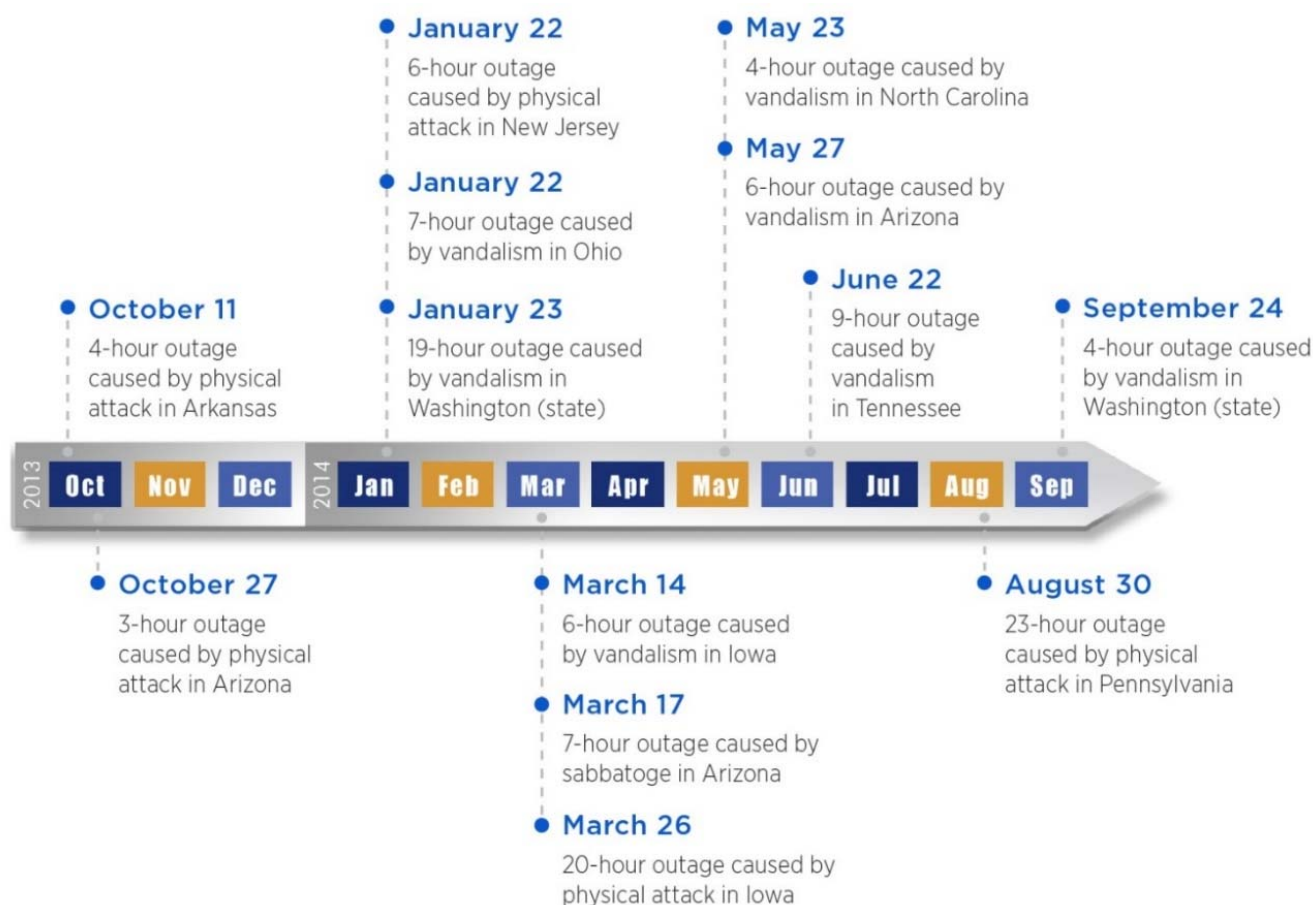 January 22
6-hour outage
caused by physical
attack in New Jersey
January 22
7-hour outage caused
by vandalism in Ohio
January 23
19-hour outage caused
by vandalism in
Washington (state)
May 23
4-hour outage caused by
vandalism in North Carolina
May 27
6-hour outage caused by
vandalism in Arizona
October 11
4-hour outage
caused by physical
attack in Arkansas
June 22
9-hour outage
caused by
vandalism
in Tennessee
September 24
4-hour outage caused
by vandalism in
Washington (state)
2013
Oct
Nov
Dec
2014
Jan
Feb
Mar
Apr
May
Jun
Jul
Aug
Sep
October 27
3-hour outage
caused by physical
attack in Arizona
March 14
6-hour outage caused
by vandalism in Iowa
March 17
7-hour outage caused by
sabbatoge in Arizona
March 26
20-hour outage caused by
physical attack in Iowa
August 30
23-hour outage
caused by physical
attack in Pennsylvania